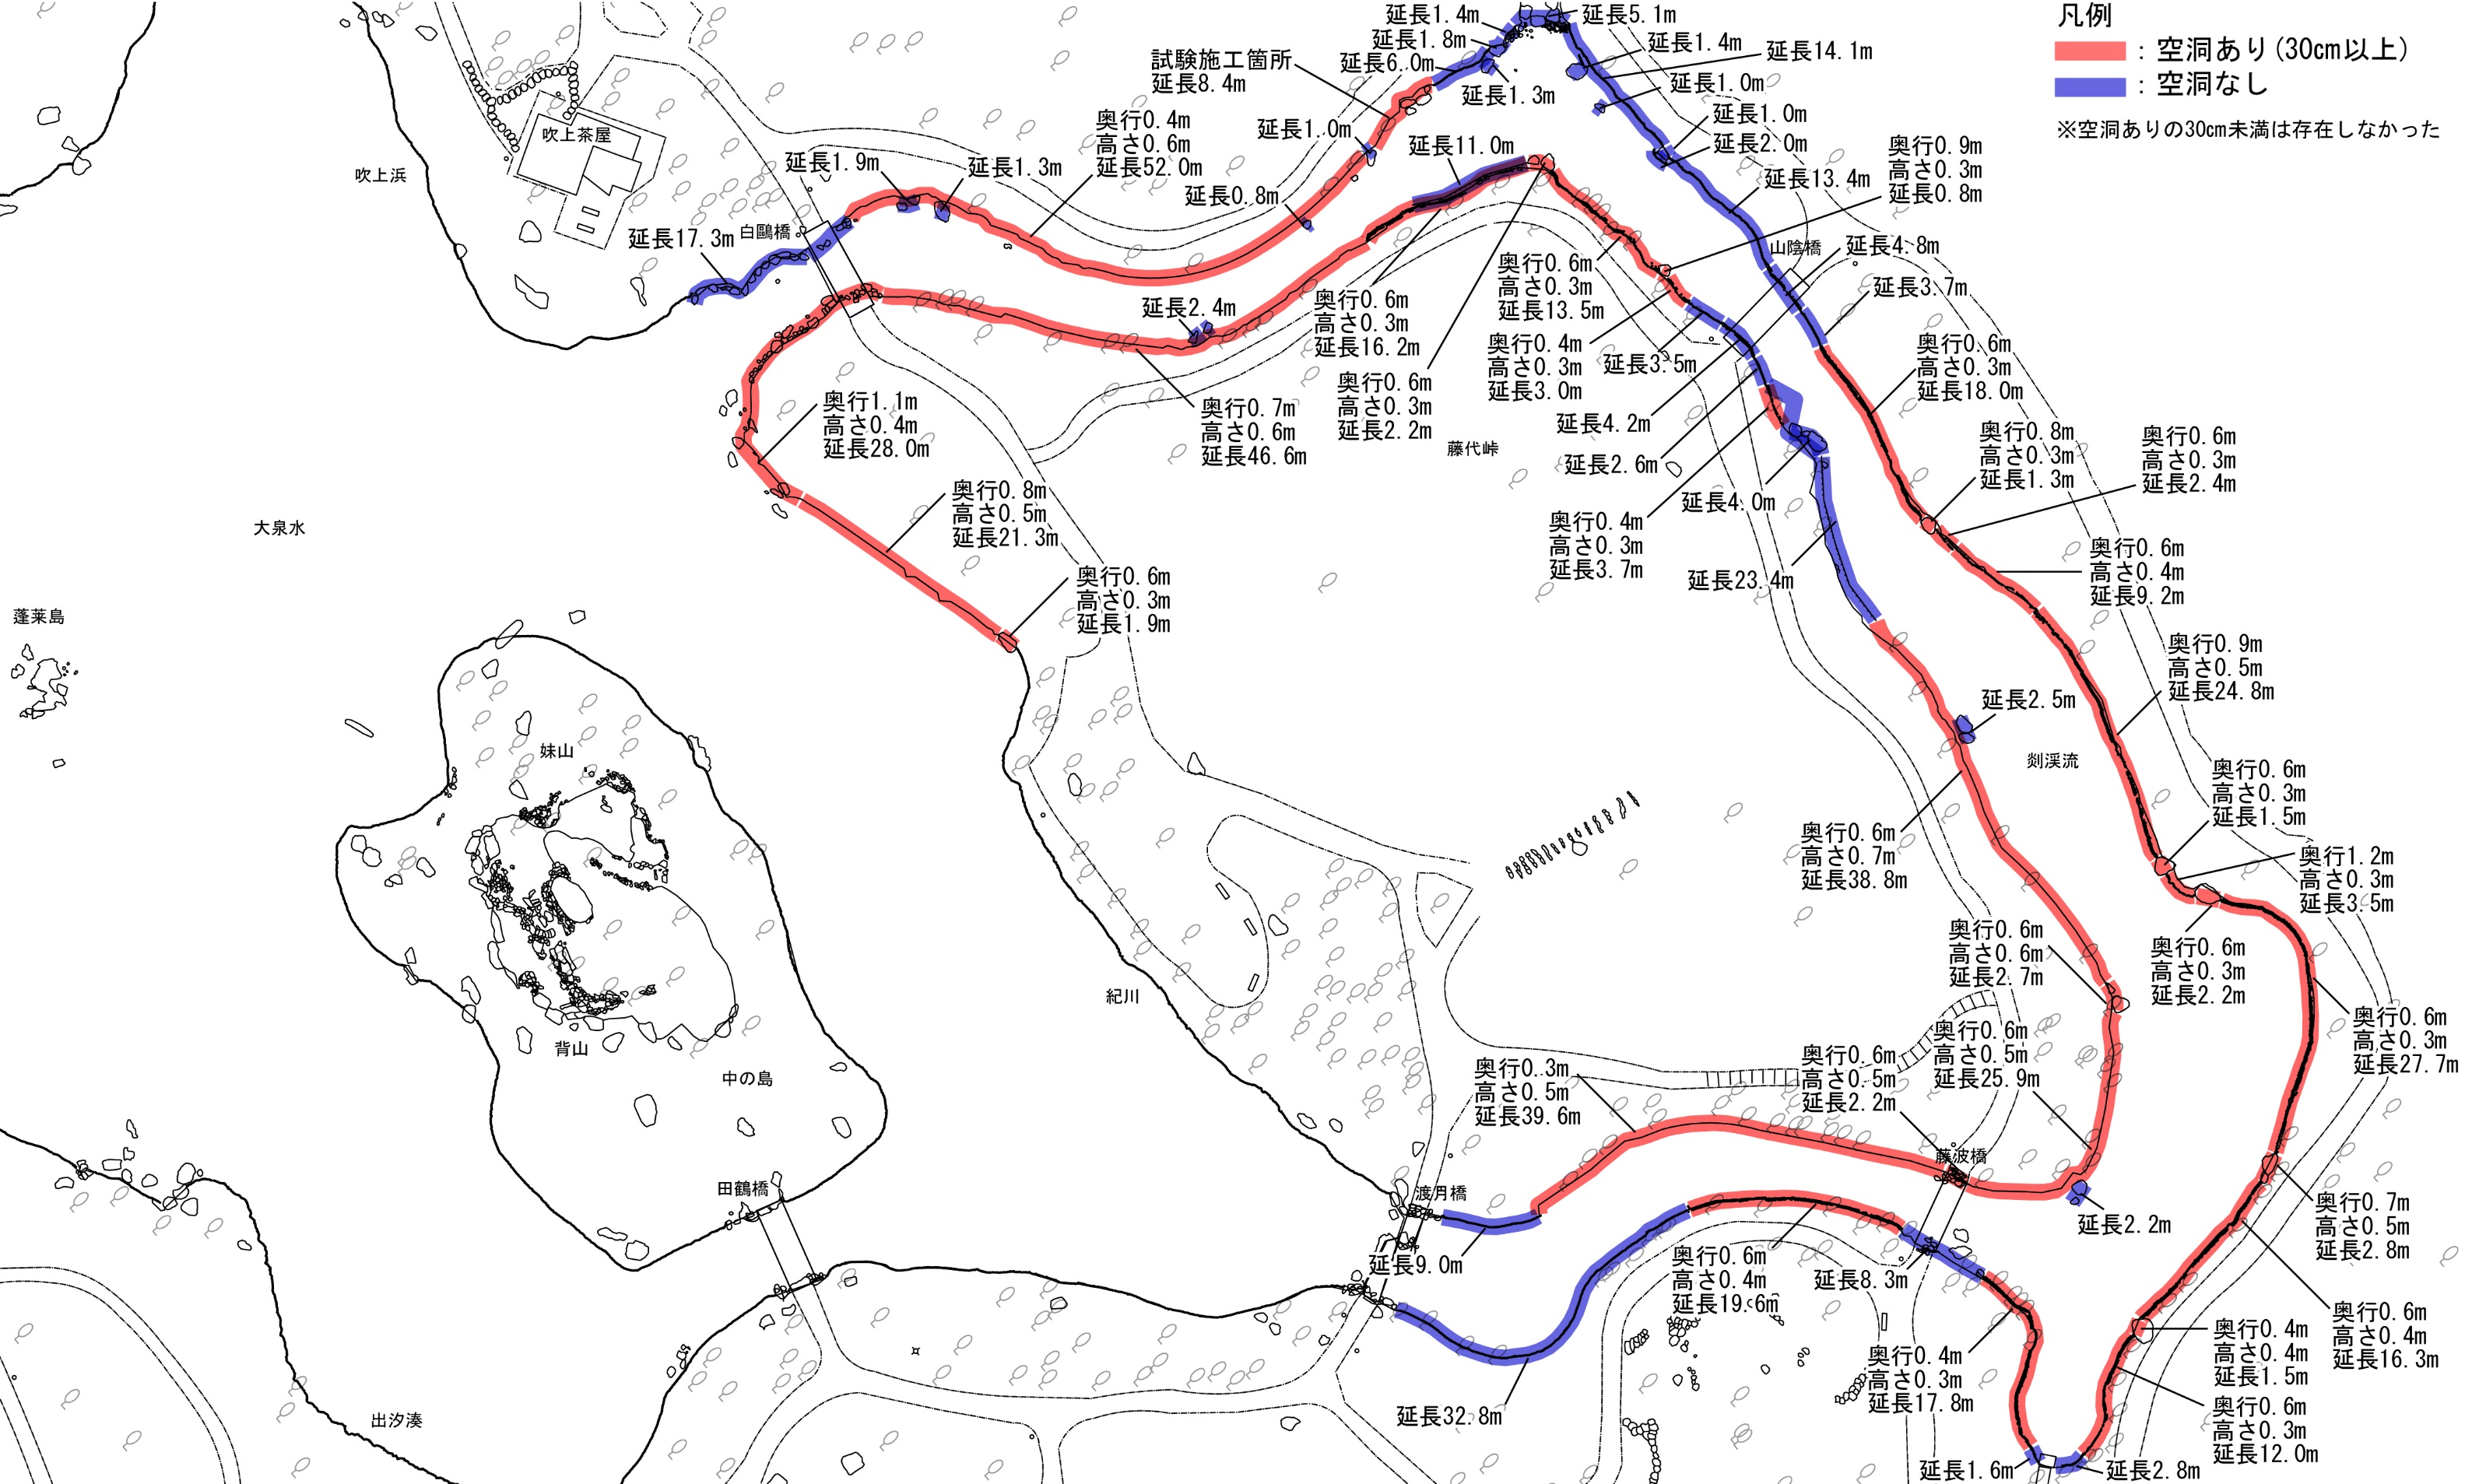 凡例
：空洞あり(30㎝以上)
：空洞なし
※空洞ありの30㎝未満は存在しなかった
延長1.4m
延長5.1m
延長1.8m
延長1.4m
延長14.1m
試験施工箇所
延長8.4m
延長6.0m
延長1.3m
延長1.0m
延長1.0m
延長2.0m
奥行0.4m
高さ0.6m
延長52.0m
延長1.0m
延長11.0m
奥行0.9m
高さ0.3m
延長0.8m
吹上茶屋
吹上浜
延長1.9m
延長1.3m
延長0.8m
延長13.4m
延長17.3m
白鷗橋
山陰橋
延長4.8m
延長3.7m
奥行0.6m
高さ0.3m
延長13.5m
延長2.4m
奥行0.6m
高さ0.3m
延長16.2m
奥行0.4m
高さ0.3m
延長3.0m
延長3.5m
奥行0.6m
高さ0.3m
延長18.0m
奥行0.6m
高さ0.3m
延長2.2m
奥行1.1m
高さ0.4m
延長28.0m
奥行0.7m
高さ0.6m
延長46.6m
藤代峠
延長4.2m
延長2.6m
延長4.0m
奥行0.8m
高さ0.3m
延長1.3m
奥行0.6m
高さ0.3m
延長2.4m
奥行0.8m
高さ0.5m
延長21.3m
大泉水
奥行0.4m
高さ0.3m
延長3.7m
延長23.4m
奥行0.6m
高さ0.4m
延長9.2m
奥行0.6m
高さ0.3m
延長1.9m
蓬莱島
奥行0.9m
高さ0.5m
延長24.8m
延長2.5m
剡渓流
妹山
奥行0.6m
高さ0.3m
延長1.5m
奥行0.6m
高さ0.7m
延長38.8m
奥行1.2m
高さ0.3m
延長3.5m
奥行0.6m
高さ0.6m
延長2.7m
奥行0.6m
高さ0.3m
延長2.2m
紀川
背山
中の島
奥行0.6m
高さ0.3m
延長27.7m
奥行0.3m
高さ0.5m
延長39.6m
奥行0.6m
高さ0.5m
延長2.2m
奥行0.6m
高さ0.5m
延長25.9m
藤波橋
田鶴橋
渡月橋
延長2.2m
奥行0.7m
高さ0.5m
延長2.8m
延長9.0m
奥行0.6m
高さ0.4m
延長19.6m
延長8.3m
奥行0.6m
高さ0.4m
延長16.3m
奥行0.4m
高さ0.4m
延長1.5m
奥行0.4m
高さ0.3m
延長17.8m
出汐湊
延長32.8m
奥行0.6m
高さ0.3m
延長12.0m
延長1.6m
延長2.8m